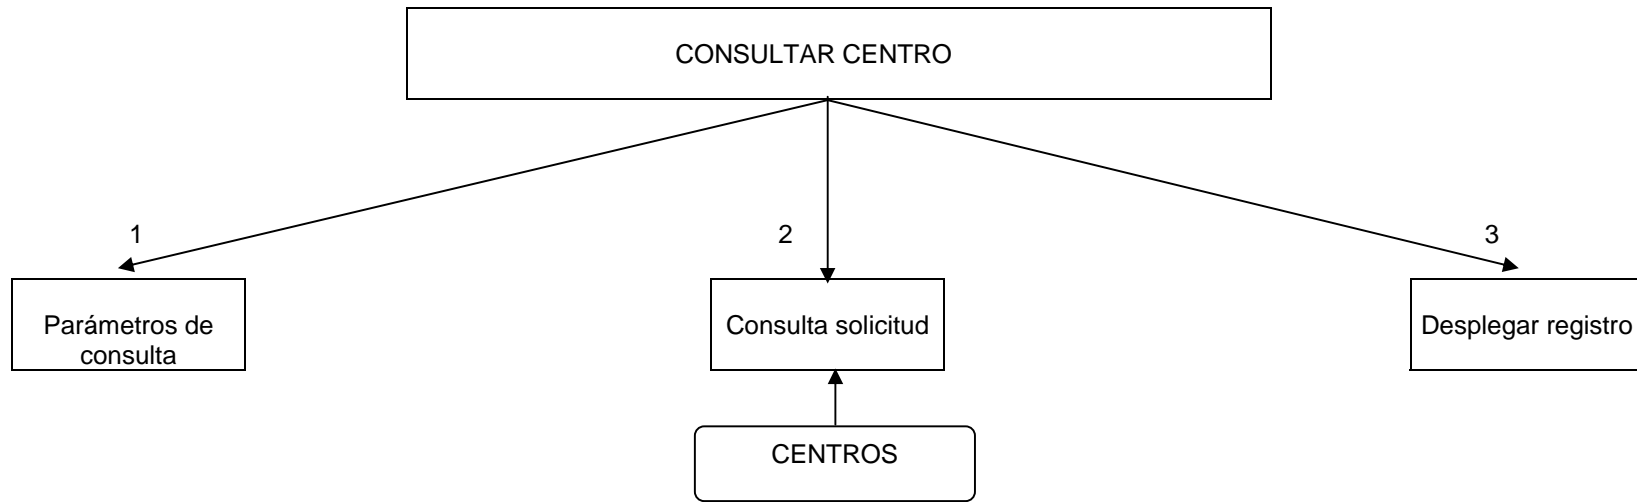 CONSULTAR CENTRO
1
2
3
Parámetros de
consulta
Consulta solicitud
Desplegar registro
CENTROS